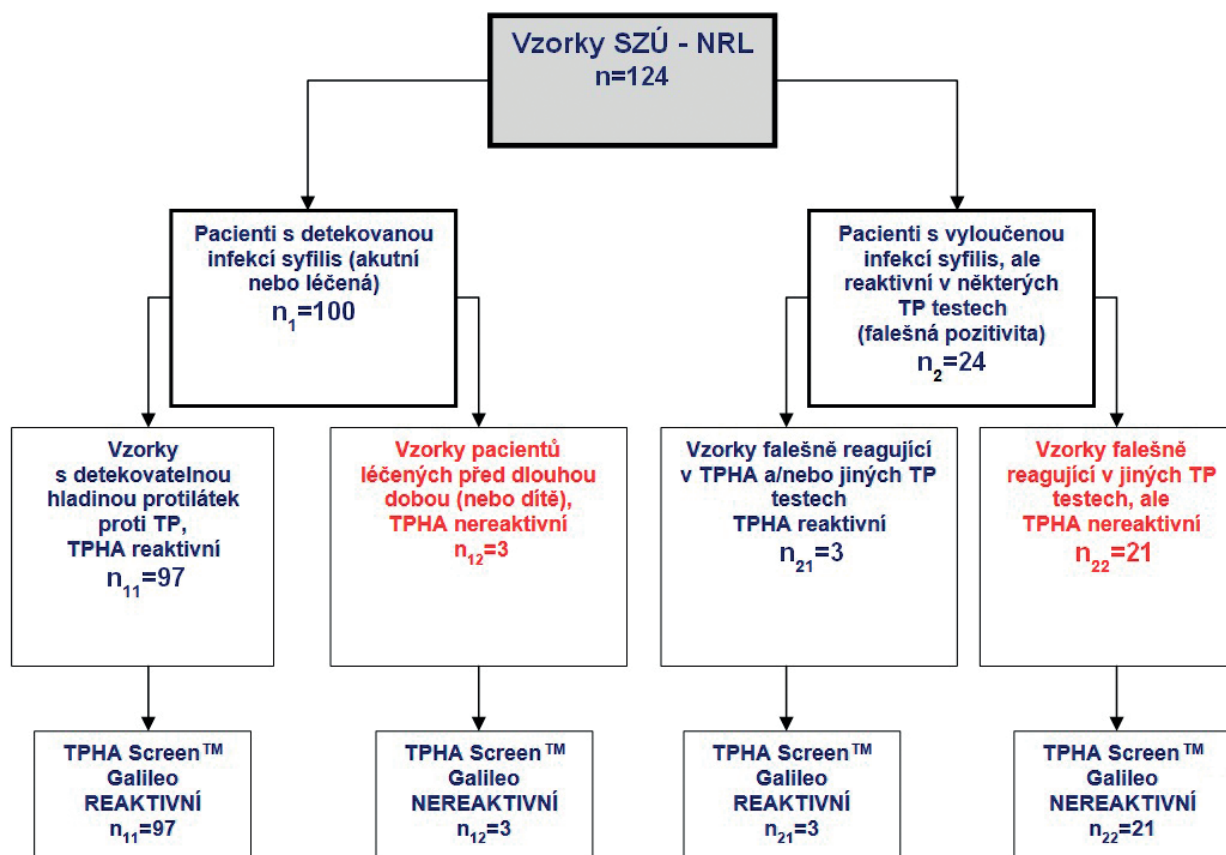 Vzorky SZÚ - NRL
n=124
Pacienti s detekovanou
infekcí syfilis (akutní
nebo léčená)
n1=100
Pacienti s vyloučenou
infekcí syfilis, ale
reaktivní v některých
TP testech
(falešná pozitivita)
n2=24
Vzorky
s detekovatelnou
hladinou protilátek
proti TP,
TPHA reaktivní
n11=97
Vzorky pacientů
léčených před dlouhou
dobou (nebo dítě),
TPHA nereaktivní
n12=3
Vzorky falešně reagující
v TPHA a/nebo jiných TP
testech
TPHA reaktivní
n21=3
Vzorky falešně
reagující v jiných TP
testech, ale
TPHA nereaktivní
n22=21
TPHA Screen™
Galileo
REAKTIVNÍ
n11=97
TPHA Screen™
Galileo
NEREAKTIVNÍ
n12=3
TPHA Screen™
Galileo
REAKTIVNÍ
n21=3
TPHA Screen™
Galileo
NEREAKTIVNÍ
n22=21